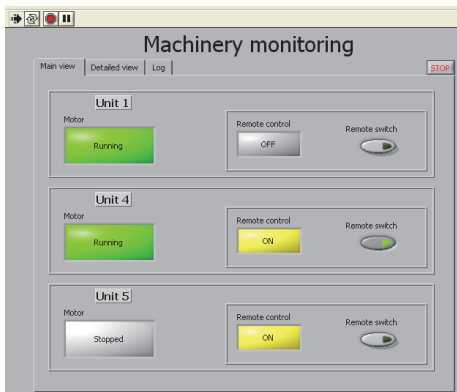 Machinery monitoring
Main view Detailed view Log STOP
Unit 1
Motor Remote control Remote switch
Running OFF
Unit 4
Motor Remote control Remote switch
Running ON
Unit 5
Motor Remote control Remote switch
Stopped ON